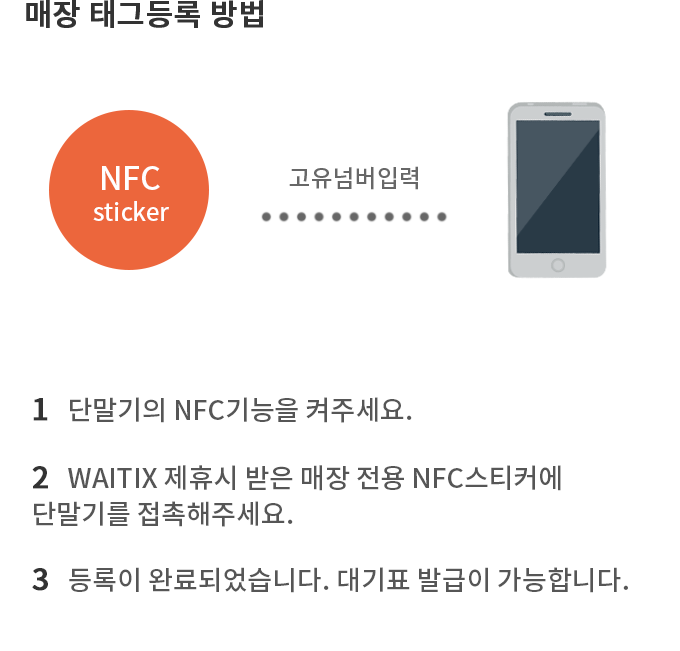 매장 태그등록 방법
NFC
sticker
고유넘버입력
1 단말기의 NFC기능을 켜주세요.
2 WAITIX 제휴시 받은 매장 전용 NFC스티커에
단말기를 접촉해주세요.
3 등록이 완료되었습니다. 대기표 발급이 가능합니다.